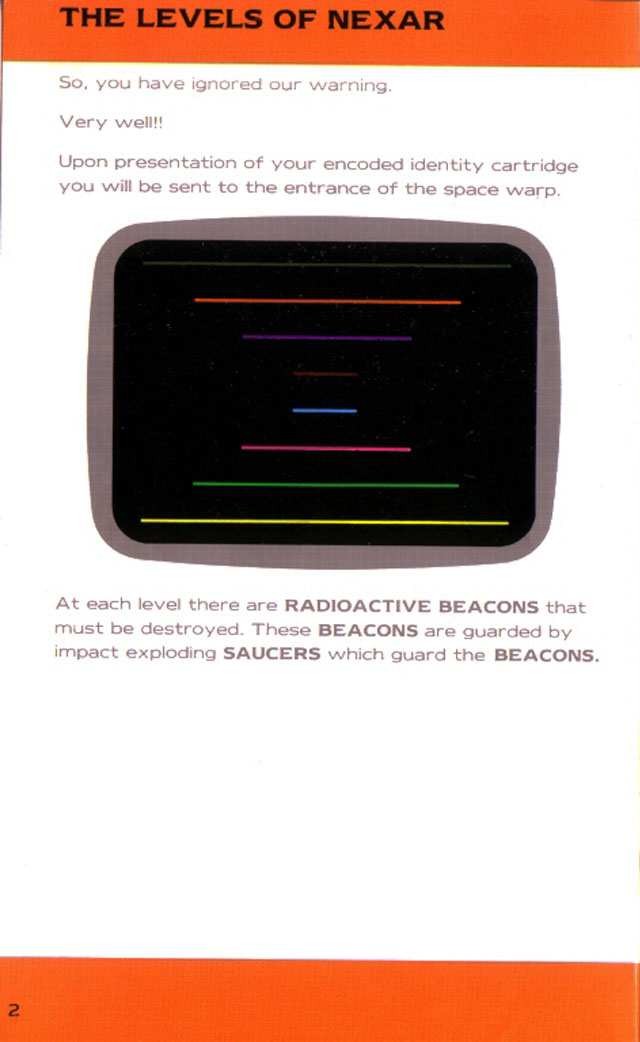 THE LEVELS OF NEXAR
So, you have ignored our warning.
Very well!!
Upon presentation of your encoded identity cartridge
you will be sent to the entrance of the space warp.
At each level there are RADIOACTIVE BEACONS that
must be destroyed. These BEACONS are guarded by
impact exploding SAUCERS which guard the BEACONS.
2